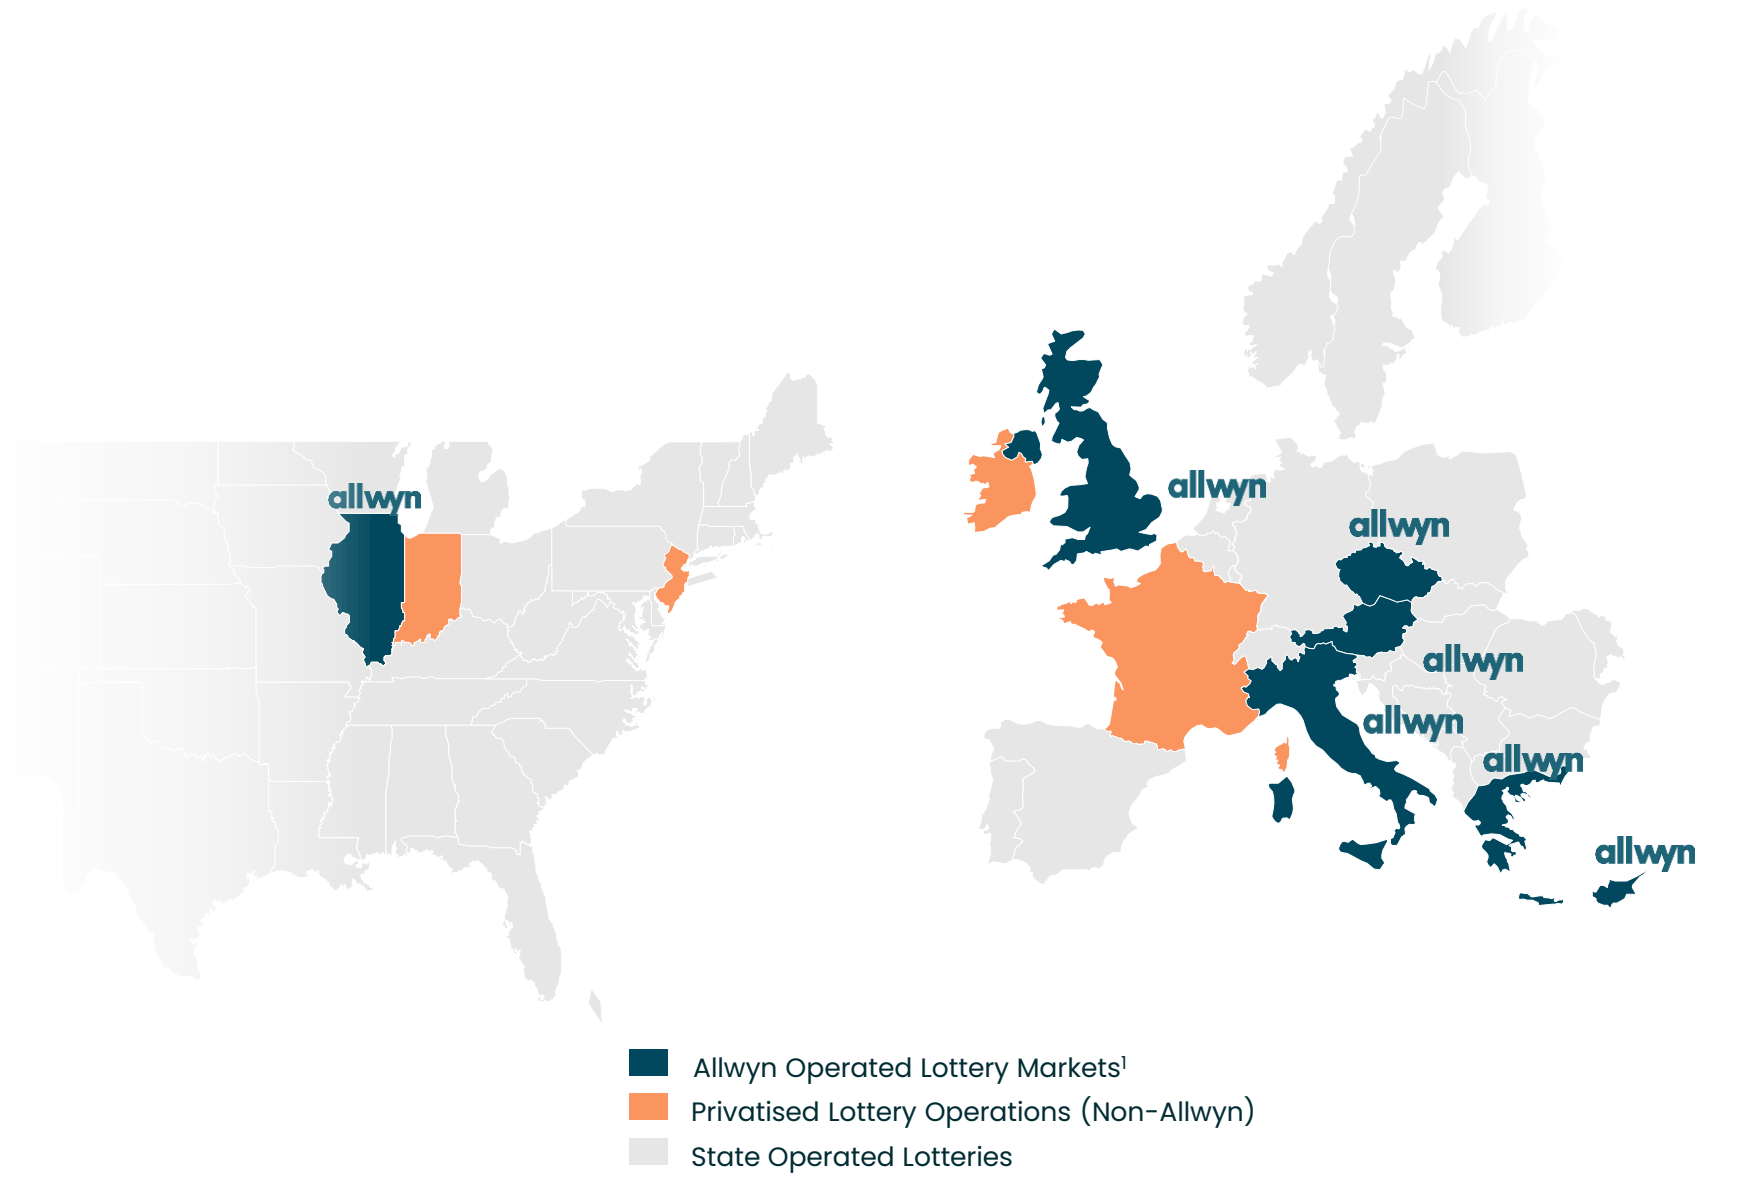 allwyn
allwyn
allwyn
allwyn
allwyn
allwyn
allwyn
Allwyn Operated Lottery Markets¹
Privatised Lottery Operations (Non-Allwyn)
State Operated Lotteries